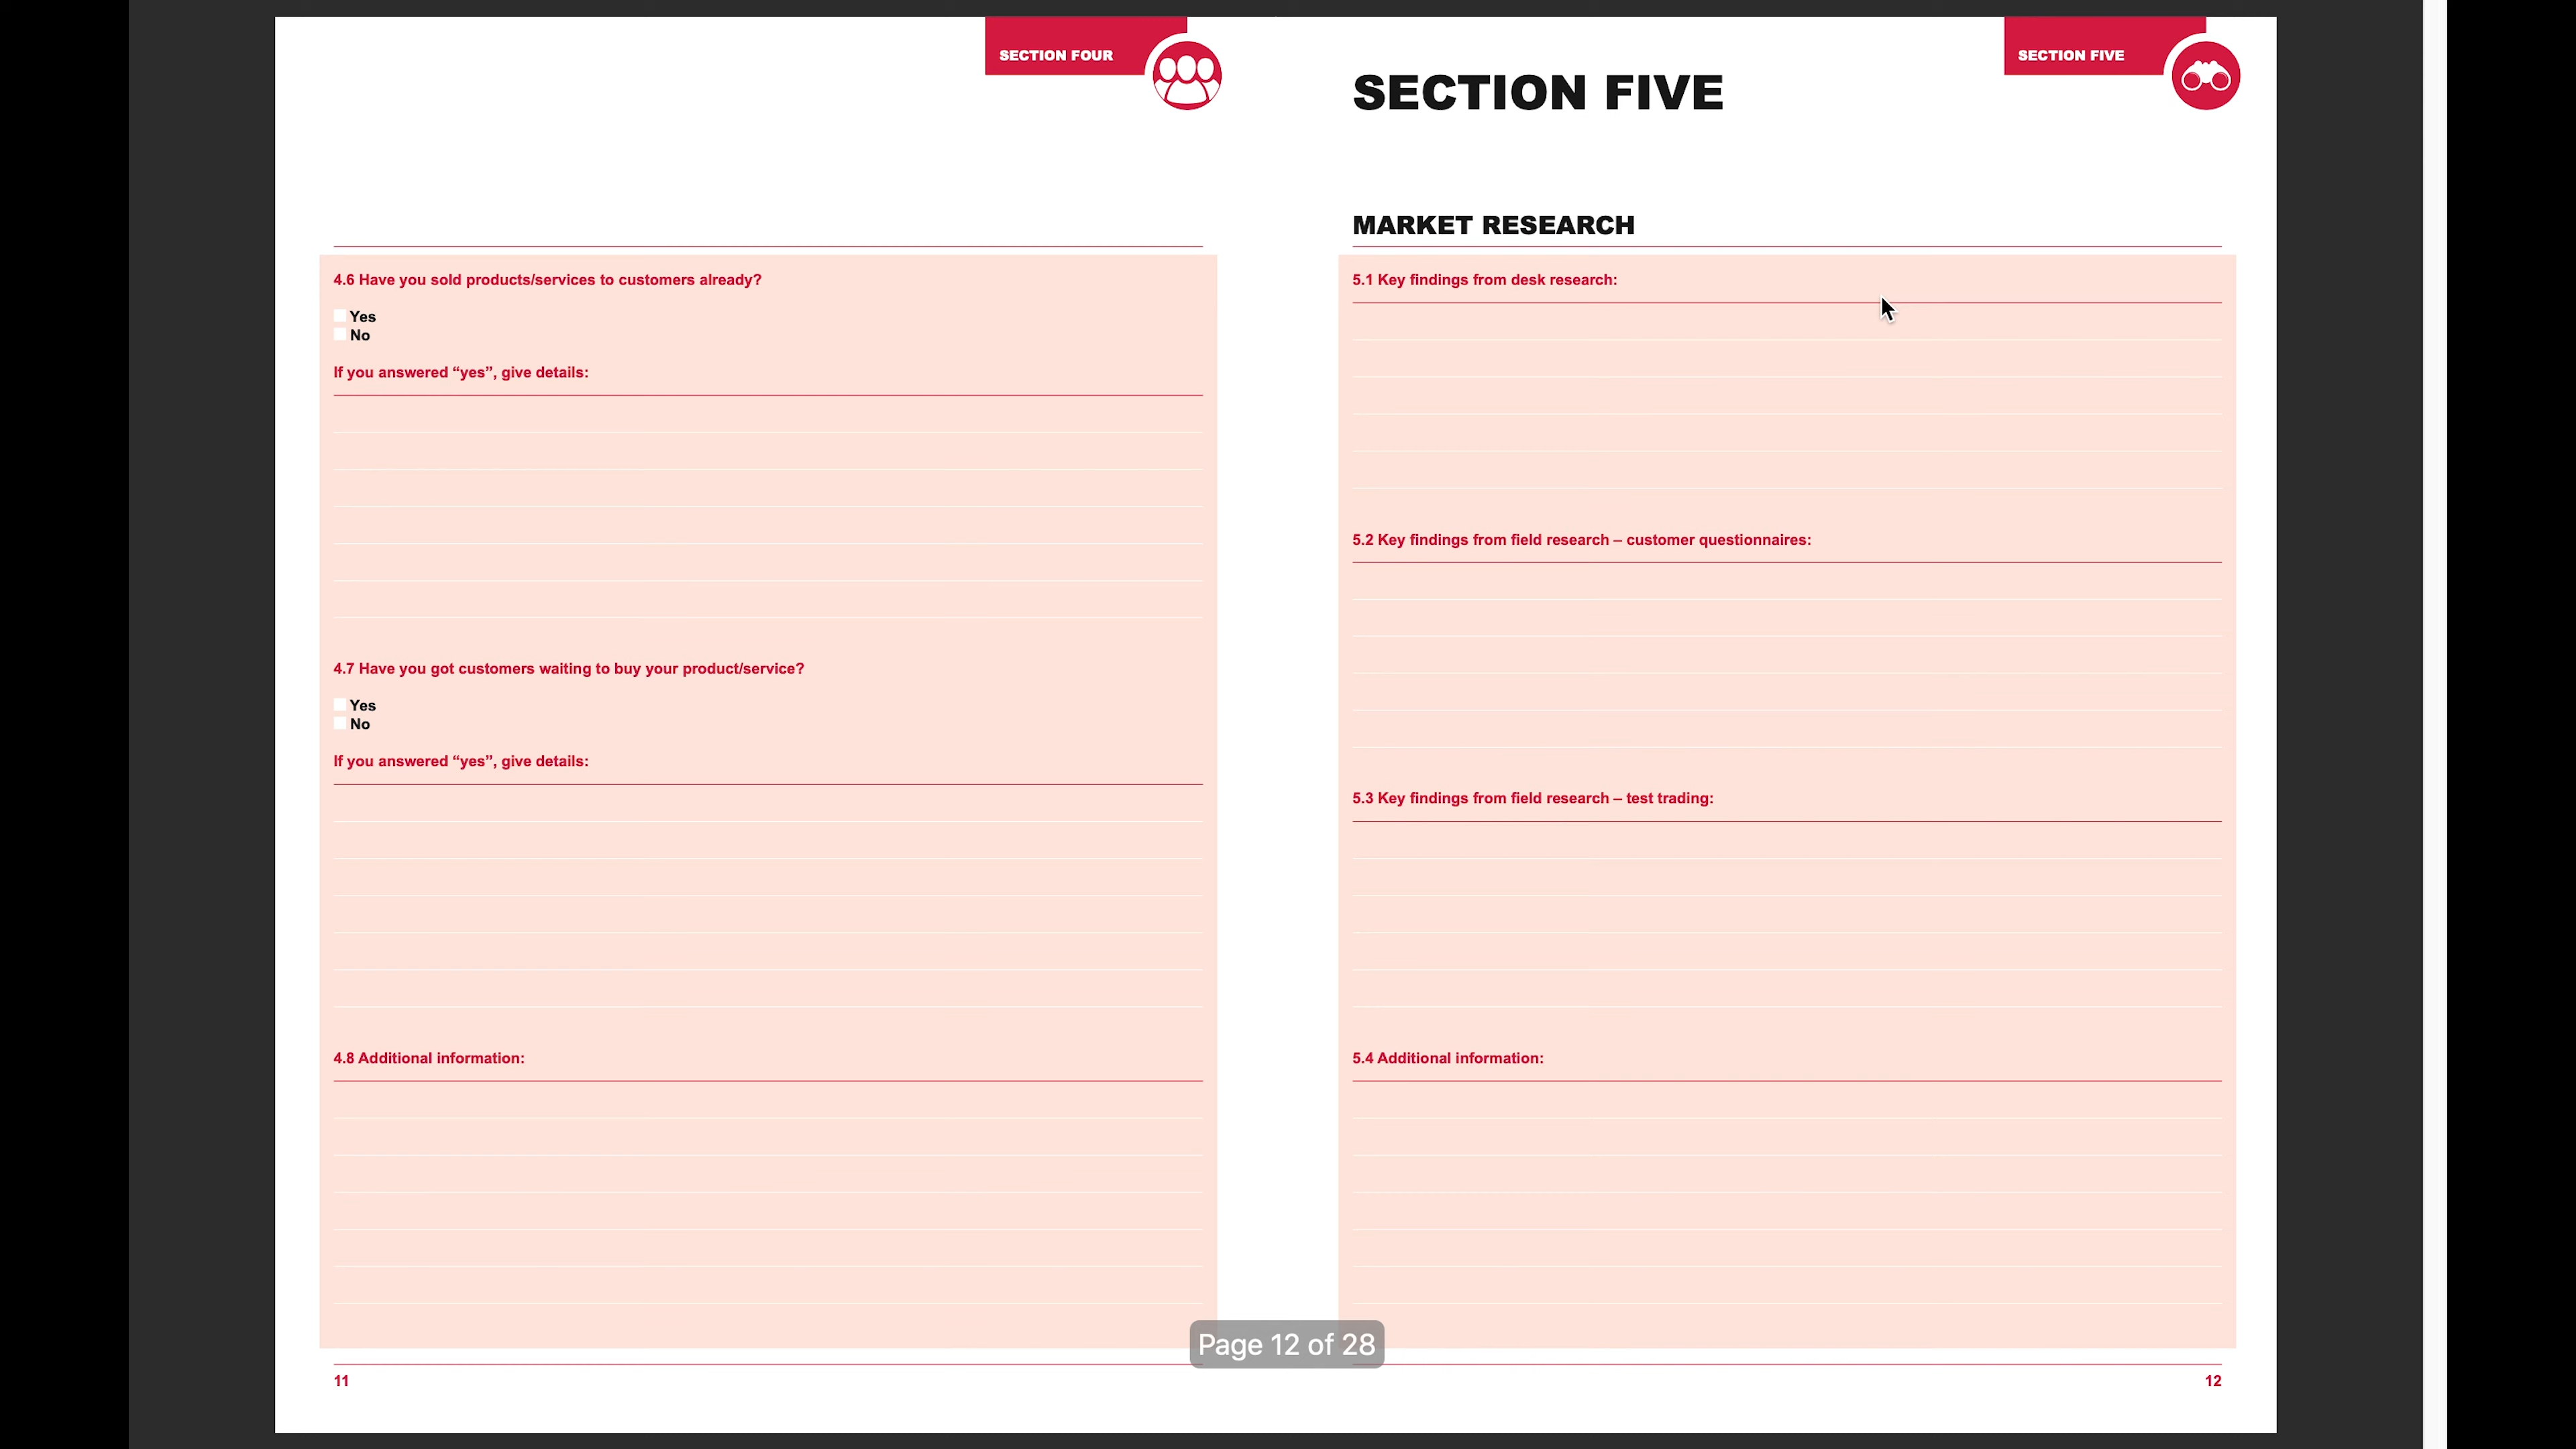 SECTION FOUR
4.6 Have you sold products/services to customers already?
Yes
No
If you answered “yes”, give details:
4.7 Have you got customers waiting to buy your product/service?
Yes
No
If you answered “yes”, give details:
4.8 Additional information:
11
SECTION FIVE
SECTION FIVE
MARKET RESEARCH
5.1 Key findings from desk research:
5.2 Key findings from field research – customer questionnaires:
5.3 Key findings from field research – test trading:
5.4 Additional information:
12
Page 12 of 28